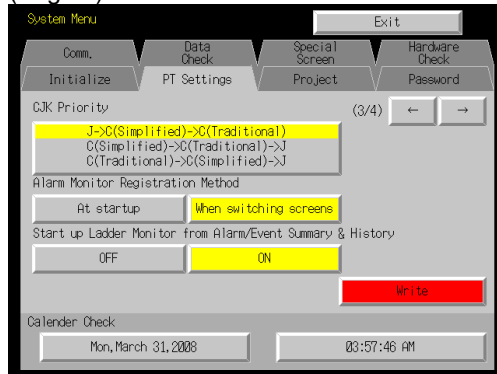 System Menu
Exit
Comm.
Data Check
Special Screen
Hardware Check
Initialize
PT Settings
Project
Password
CJK Priority
(3/4)
←
→
J->C(Simplified)->C(Traditional)
C(Simplified)->C(Traditional)->J
C(Traditional)->C(Simplified)->J
Alarm Monitor Registration Method
At startup
When switching screens
Start up Ladder Monitor from Alarm/Event Summary & History
OFF
ON
Write
Calender Check
Mon,March 31,2008
03:57:46 AM